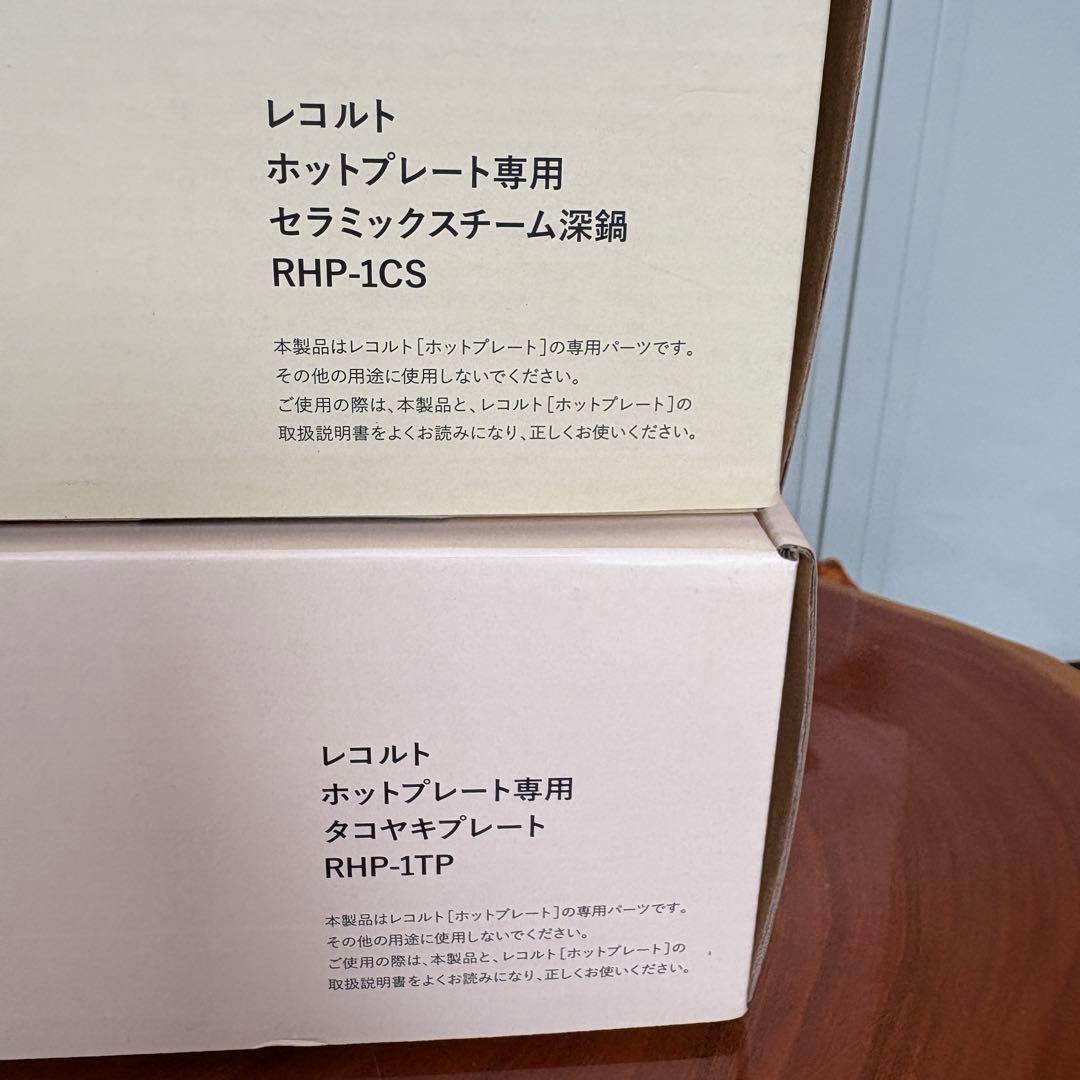 レコルト
ホットプレート専用
セラミックスチーム深鍋
RHP-1CS
本製品はレコルト[ホットプレート]の専用パーツです。
その他の用途に使用しないでください。
ご使用の際は、本製品と、レコルト[ホットプレート]の
取扱説明書をよくお読みになり、正しくお使いください。
レコルト
ホットプレート専用
タコヤキプレート
RHP-1TP
本製品はレコルト[ホットプレート]の専用パーツです。
その他の用途に使用しないでください。
ご使用の際は、本製品と、レコルト[ホットプレート]の
取扱説明書をよくお読みになり、正しくお使いください。